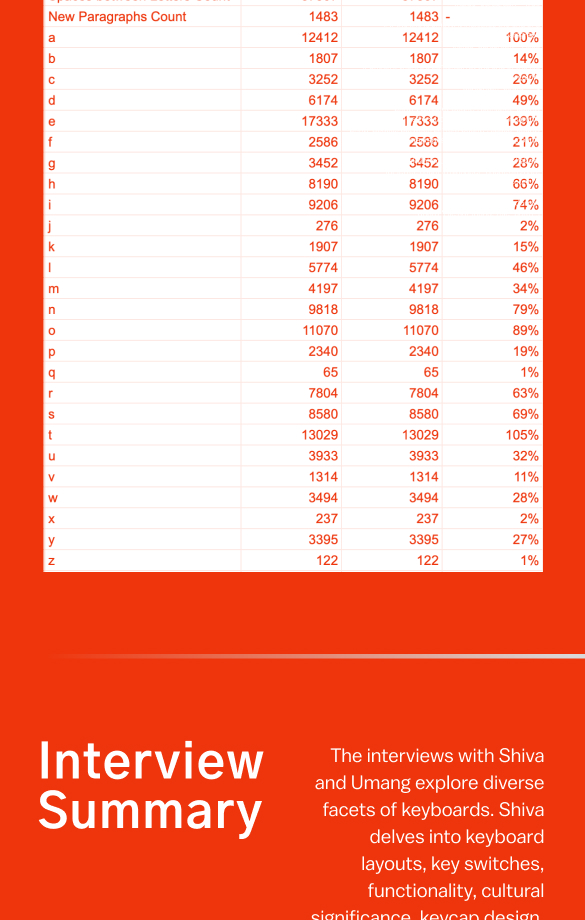 New Paragraphs Count 1483 1483 -
a 12412 12412 100%
b 1807 1807 14%
c 3252 3252 26%
d 6174 6174 49%
e 17333 17333 139%
f 2586 2586 21%
g 3452 3452 28%
h 8190 8190 66%
i 9206 9206 74%
j 276 276 2%
k 1907 1907 15%
l 5774 5774 46%
m 4197 4197 34%
n 9818 9818 79%
o 11070 11070 89%
p 2340 2340 19%
q 65 65 1%
r 7804 7804 63%
s 8580 8580 69%
t 13029 13029 105%
u 3933 3933 32%
v 1314 1314 11%
w 3494 3494 28%
x 237 237 2%
y 3395 3395 27%
z 122 122 1%
Interview
Summary
The interviews with Shiva
and Umang explore diverse
facets of keyboards. Shiva
delves into keyboard
layouts, key switches,
functionality, cultural
significance, keycap design,